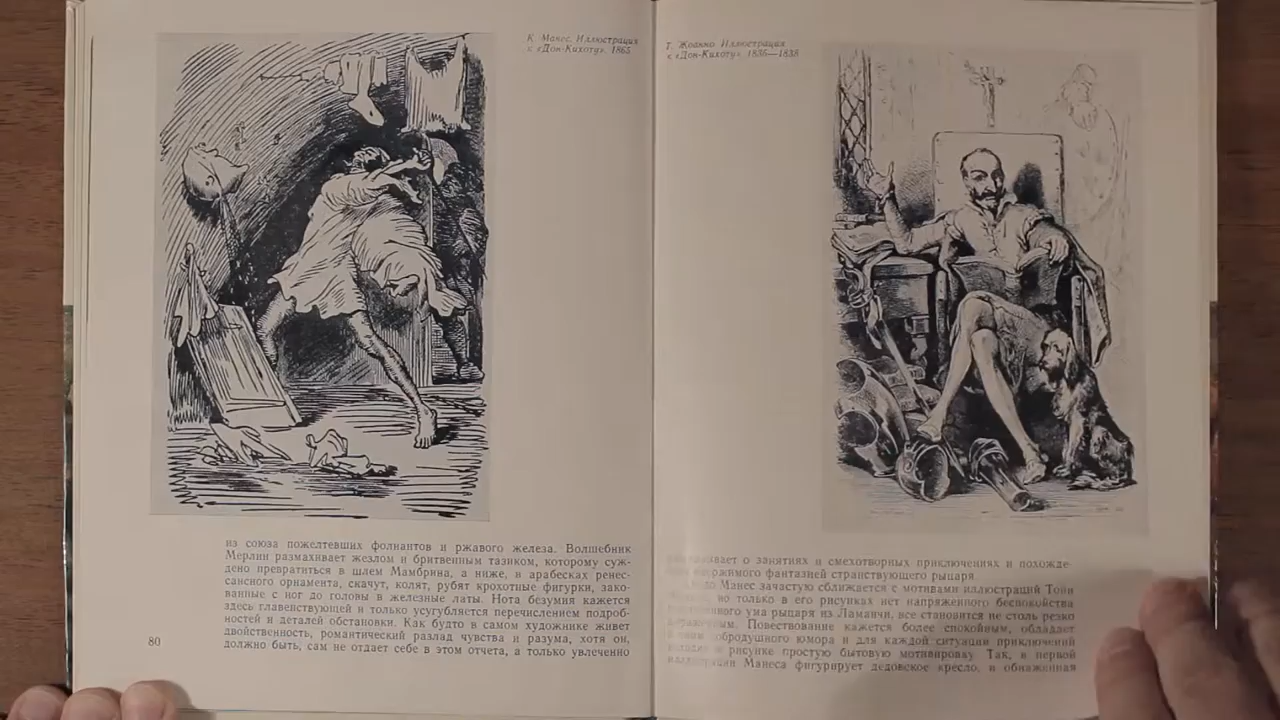 К. Манес. Иллюстрация
к «Дон-Кихоту». 1865
из союза пожелтевших фолиантов и ржавого железа. Волшебник
Мерлин размахивает жезлом и бритвенным тазиком, которому суж-
дено превратиться в шлем Мамбрина, а ниже, в арабесках ренес-
сансного орнамента, скачут, колят, рубят крохотные фигурки, зако-
ванные с ног до головы в железные латы. Нота безумия кажется
здесь главенствующей и только усугубляется перечислением подроб-
ностей и деталей обстановки. Как будто в самом художнике живет
двойственность, романтический разлад чувства и разума, хотя он,
должно быть, сам не отдает себе в этом отчета, а только увлеченно
80
Т. Жоанно. Иллюстрация
к «Дон-Кихоту». 1836—1838
о занятиях и смехотворных приключениях и похожде-
фантазией странствующего рыцаря.
Манес зачастую сближается с мотивами иллюстраций Тони
но только в его рисунках нет напряженного беспокойства
ума рыцаря из Ламанчи, все становится не столь резко
Повествование кажется более спокойным, обладает
добродушного юмора и для каждой ситуации приключений
в рисунке простую бытовую мотивировку. Так, в первой
иллюстрации Манеса фигурирует дедовское кресло, и обнаженная